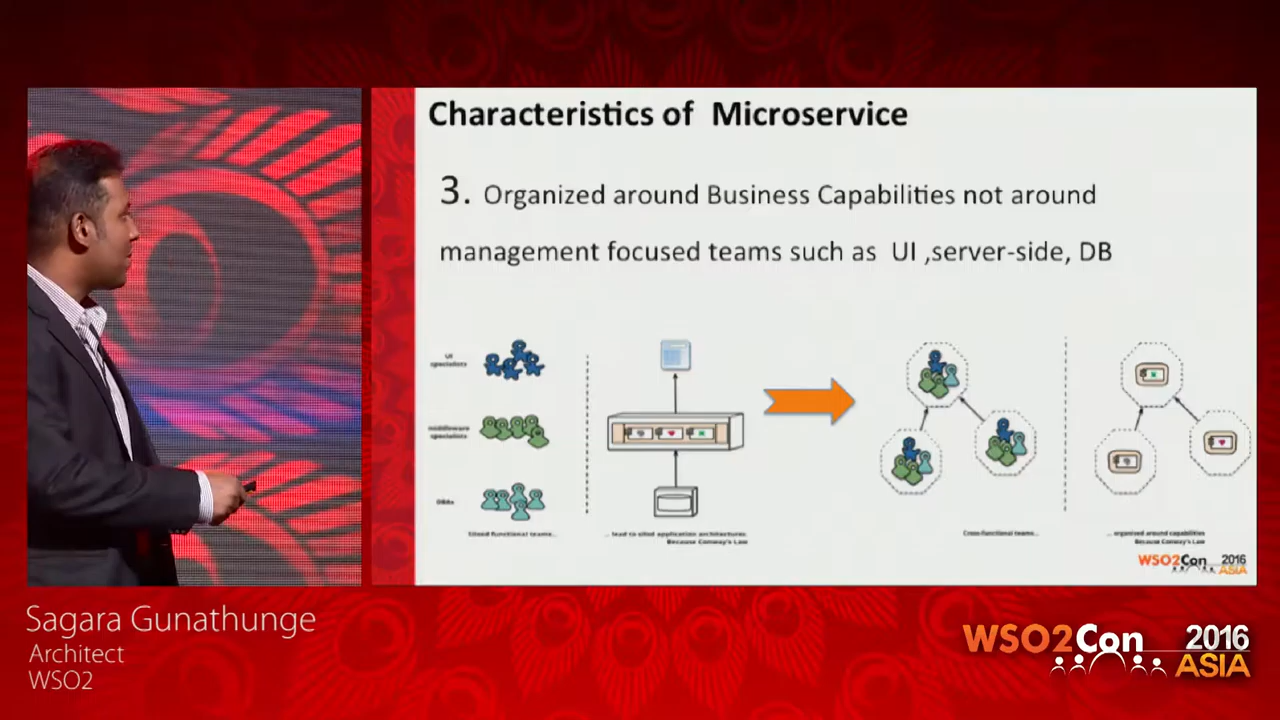 Characteristics of Microservice
3. Organized around Business Capabilities not around
management focused teams such as UI ,server-side, DB
UI
specialists
middleware
specialists
DBAs
Siloed functional teams...
... lead to siloed application architectures
Because Conway's Law
Cross-functional teams...
... organised around capabilities
Because Conway's Law
WSO2Con 2016
ASIA
Sagara Gunathunge
Architect
WSO2
WSO2Con 2016
ASIA